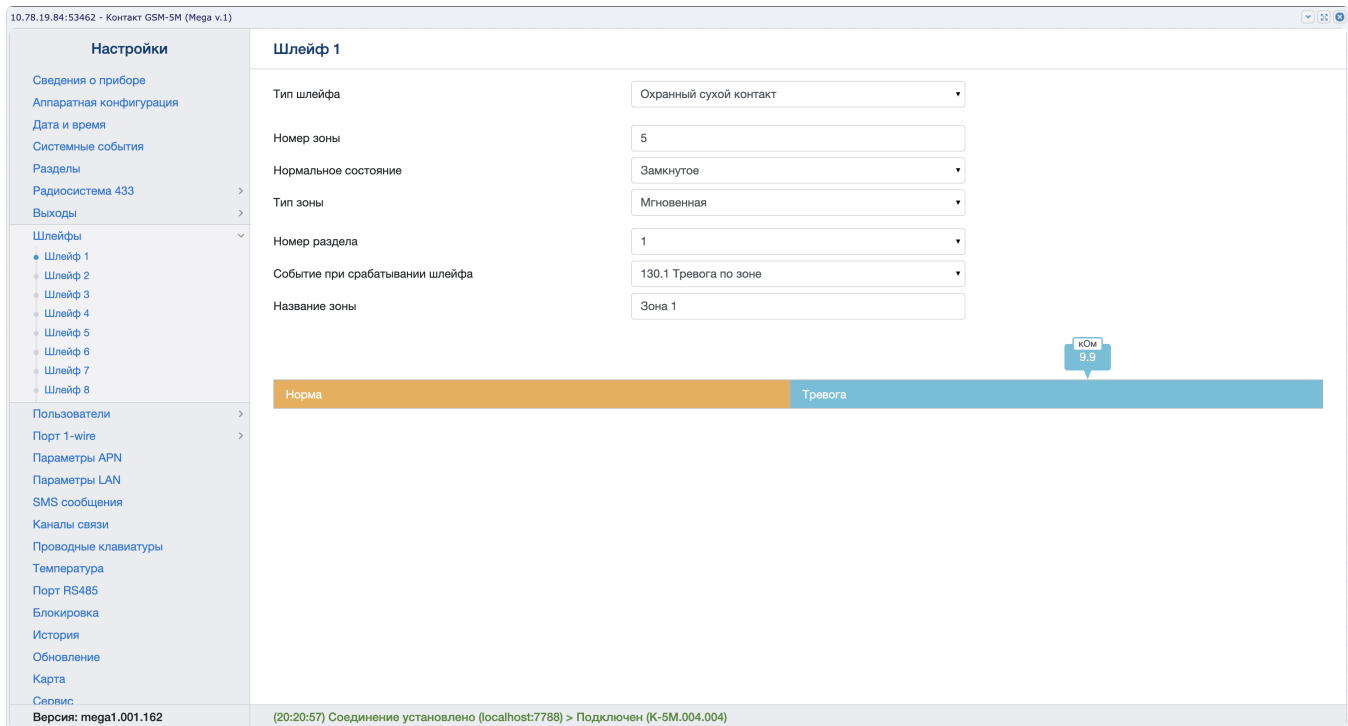 10.78.19.84:53462 - Контакт GSM-5M (Mega v.1)
Настройки
Сведения о приборе
Аппаратная конфигурация
Дата и время
Системные события
Разделы
Радиосистема 433
Выходы
Шлейфы
Шлейф 1
Шлейф 2
Шлейф 3
Шлейф 4
Шлейф 5
Шлейф 6
Шлейф 7
Шлейф 8
Пользователи
Порт 1-wire
Параметры APN
Параметры LAN
SMS сообщения
Каналы связи
Проводные клавиатуры
Температура
Порт RS485
Блокировка
История
Обновление
Карта
Сервис
Версия: mega1.001.162
Шлейф 1
Тип шлейфа Охранный сухой контакт
Номер зоны 5
Нормальное состояние Замкнутое
Тип зоны Мгновенная
Номер раздела 1
Событие при срабатывании шлейфа 130.1 Тревога по зоне
Название зоны Зона 1
кОм
9.9
Норма Тревога
(20:20:57) Соединение установлено (localhost:7788) > Подключен (K-5M.004.004)